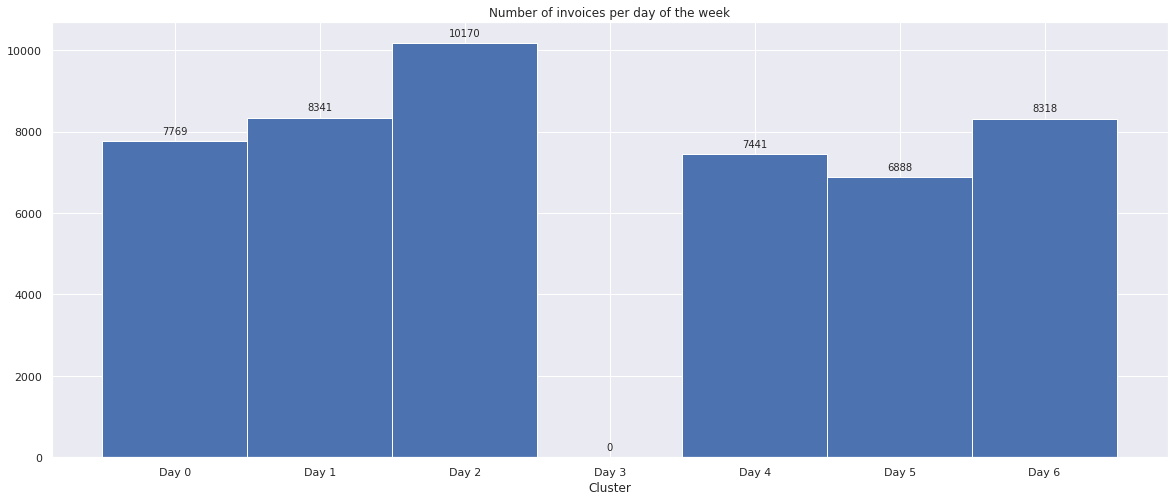 Number of invoices per day of the week
10000
8000
6000
4000
2000
0
7769
8341
10170
0
7441
6888
8318
Day 0
Day 1
Day 2
Day 3
Day 4
Day 5
Day 6
Cluster